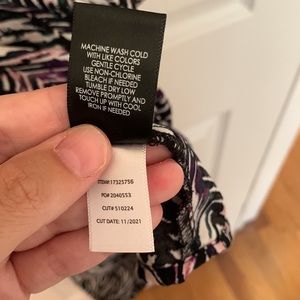 MACHINE WASH COLD
WITH LIKE COLORS
GENTLE CYCLE
USE NON-CHLORINE
BLEACH IF NEEDED
TUMBLE DRY LOW
REMOVE PROMPTLY AND
TOUCH UP WITH COOL
IRON IF NEEDED
ITEM#:17325756
PO# 2040553
CUT# 510224
CUT DATE: 11/2021